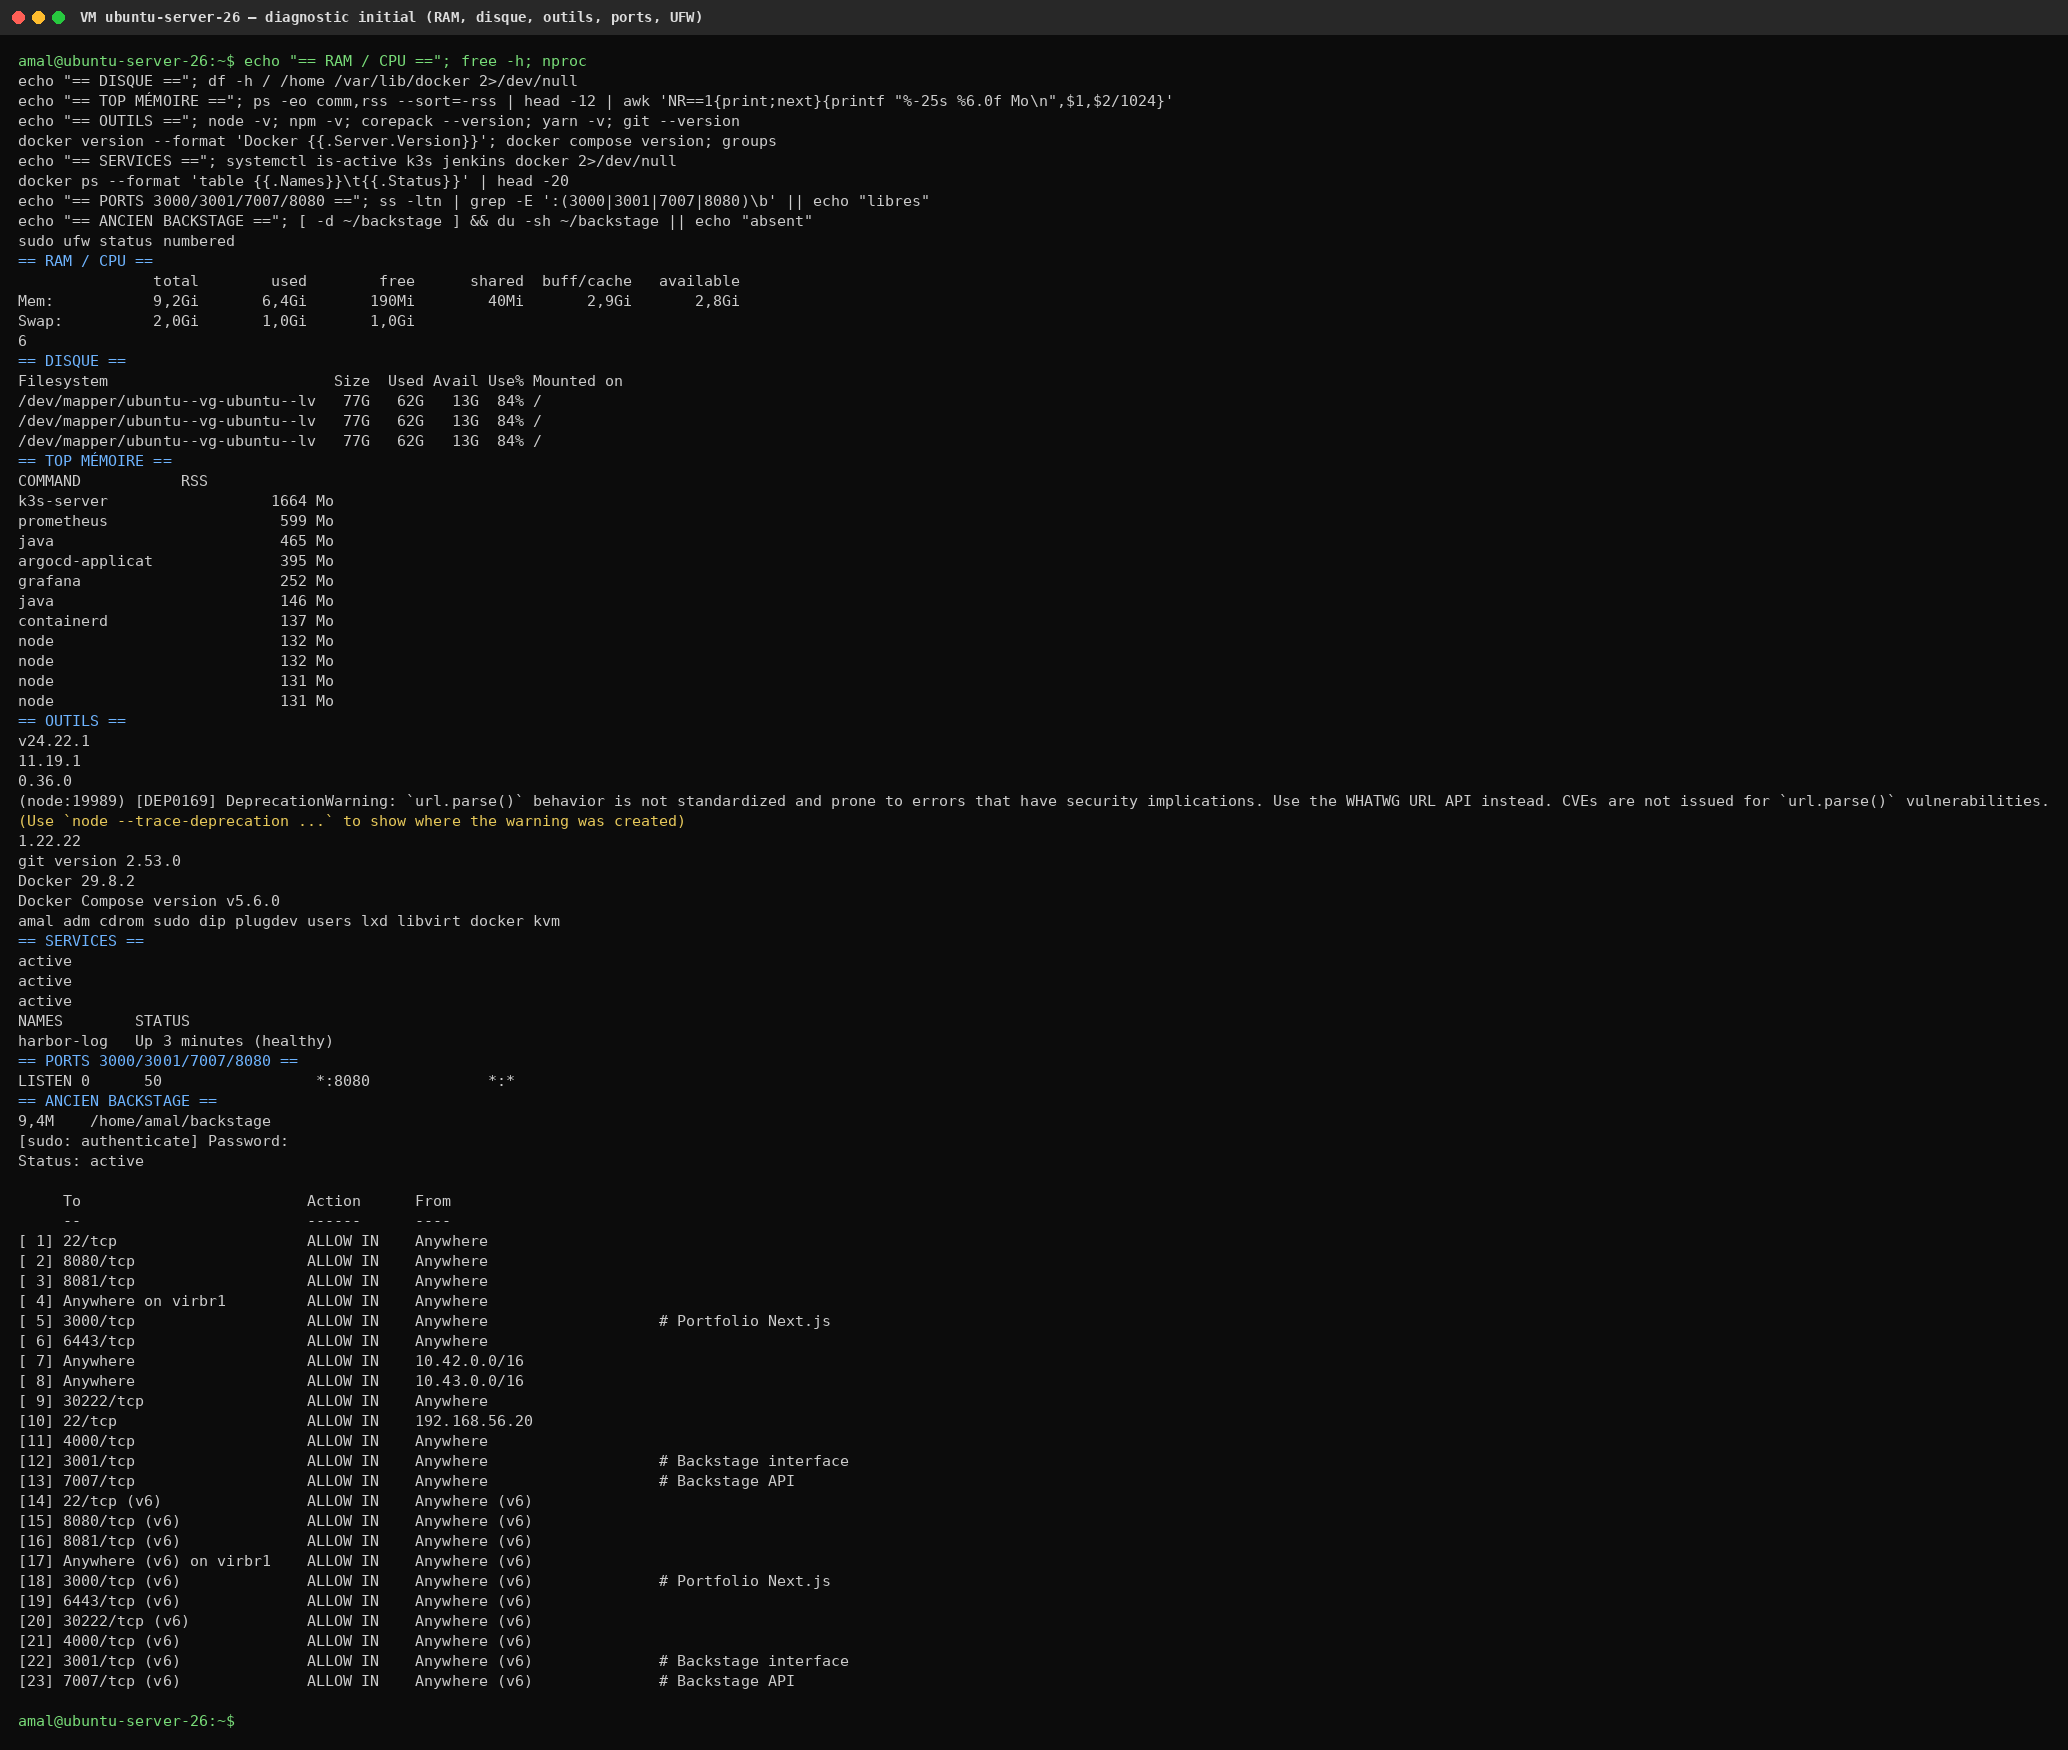 VM ubuntu-server-26 — diagnostic initial (RAM, disque, outils, ports, UFW)
amal@ubuntu-server-26:~$ echo "== RAM / CPU =="; free -h; nproc
echo "== DISQUE =="; df -h / /home /var/lib/docker 2>/dev/null
echo "== TOP MÉMOIRE =="; ps -eo comm,rss --sort=-rss | head -12 | awk 'NR==1{print;next}{printf "%-25s %6.0f Mo\n",$1,$2/1024}'
echo "== OUTILS =="; node -v; npm -v; corepack --version; yarn -v; git --version
docker version --format 'Docker {{.Server.Version}}'; docker compose version; groups
echo "== SERVICES =="; systemctl is-active k3s jenkins docker 2>/dev/null
docker ps --format 'table {{.Names}}\t{{.Status}}' | head -20
echo "== PORTS 3000/3001/7007/8080 =="; ss -ltn | grep -E ':(3000|3001|7007|8080)\b' || echo "libres"
echo "== ANCIEN BACKSTAGE =="; [ -d ~/backstage ] && du -sh ~/backstage || echo "absent"
sudo ufw status numbered
== RAM / CPU ==
               total        used        free      shared  buff/cache   available
Mem:           9,2Gi       6,4Gi       190Mi        40Mi       2,9Gi       2,8Gi
Swap:          2,0Gi       1,0Gi       1,0Gi
6
== DISQUE ==
Filesystem                         Size  Used Avail Use% Mounted on
/dev/mapper/ubuntu--vg-ubuntu--lv   77G   62G   13G  84% /
/dev/mapper/ubuntu--vg-ubuntu--lv   77G   62G   13G  84% /
/dev/mapper/ubuntu--vg-ubuntu--lv   77G   62G   13G  84% /
== TOP MÉMOIRE ==
COMMAND           RSS
k3s-server                  1664 Mo
prometheus                   599 Mo
java                         465 Mo
argocd-applicat              395 Mo
grafana                      252 Mo
java                         146 Mo
containerd                   137 Mo
node                         132 Mo
node                         132 Mo
node                         131 Mo
node                         131 Mo
== OUTILS ==
v24.22.1
11.19.1
0.36.0
(node:19989) [DEP0169] DeprecationWarning: `url.parse()` behavior is not standardized and prone to errors that have security implications. Use the WHATWG URL API instead. CVEs are not issued for `url.parse()` vulnerabilities.
(Use `node --trace-deprecation ...` to show where the warning was created)
1.22.22
git version 2.53.0
Docker 29.8.2
Docker Compose version v5.6.0
amal adm cdrom sudo dip plugdev users lxd libvirt docker kvm
== SERVICES ==
active
active
active
NAMES        STATUS
harbor-log   Up 3 minutes (healthy)
== PORTS 3000/3001/7007/8080 ==
LISTEN 0      50                 *:8080             *:*
== ANCIEN BACKSTAGE ==
9,4M    /home/amal/backstage
[sudo: authenticate] Password:
Status: active
     To                         Action      From
     --                         ------      ----
[ 1] 22/tcp                     ALLOW IN    Anywhere
[ 2] 8080/tcp                   ALLOW IN    Anywhere
[ 3] 8081/tcp                   ALLOW IN    Anywhere
[ 4] Anywhere on virbr1         ALLOW IN    Anywhere
[ 5] 3000/tcp                   ALLOW IN    Anywhere                   # Portfolio Next.js
[ 6] 6443/tcp                   ALLOW IN    Anywhere
[ 7] Anywhere                   ALLOW IN    10.42.0.0/16
[ 8] Anywhere                   ALLOW IN    10.43.0.0/16
[ 9] 30222/tcp                  ALLOW IN    Anywhere
[10] 22/tcp                     ALLOW IN    192.168.56.20
[11] 4000/tcp                   ALLOW IN    Anywhere
[12] 3001/tcp                   ALLOW IN    Anywhere                   # Backstage interface
[13] 7007/tcp                   ALLOW IN    Anywhere                   # Backstage API
[14] 22/tcp (v6)                ALLOW IN    Anywhere (v6)
[15] 8080/tcp (v6)              ALLOW IN    Anywhere (v6)
[16] 8081/tcp (v6)              ALLOW IN    Anywhere (v6)
[17] Anywhere (v6) on virbr1    ALLOW IN    Anywhere (v6)
[18] 3000/tcp (v6)              ALLOW IN    Anywhere (v6)              # Portfolio Next.js
[19] 6443/tcp (v6)              ALLOW IN    Anywhere (v6)
[20] 30222/tcp (v6)             ALLOW IN    Anywhere (v6)
[21] 4000/tcp (v6)              ALLOW IN    Anywhere (v6)
[22] 3001/tcp (v6)              ALLOW IN    Anywhere (v6)              # Backstage interface
[23] 7007/tcp (v6)              ALLOW IN    Anywhere (v6)              # Backstage API
amal@ubuntu-server-26:~$